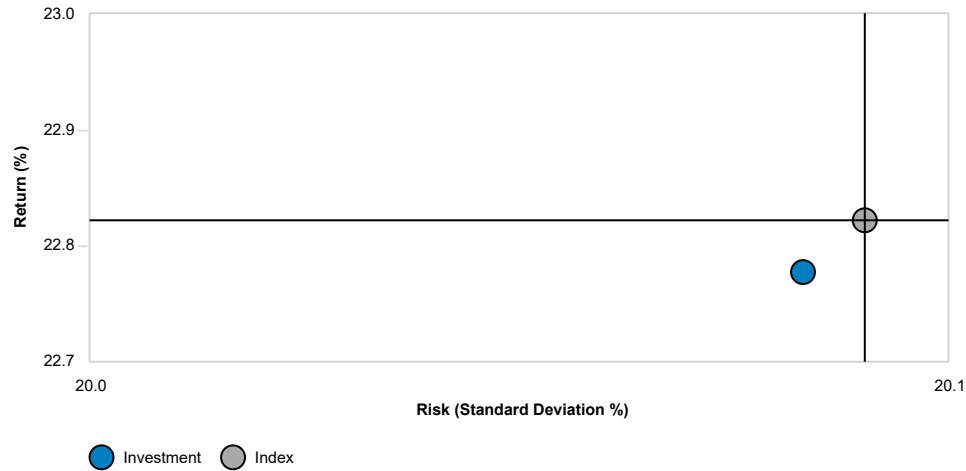 23.0
22.9
22.8
22.7
Return (%)
20.0
20.1
Risk (Standard Deviation %)
Investment
Index